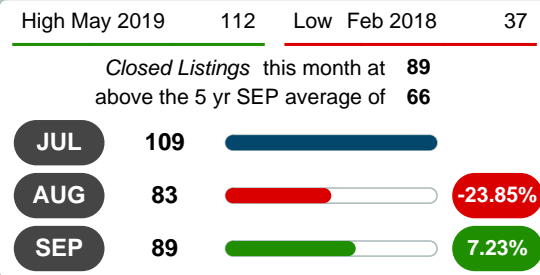 High May 2019 112 Low Feb 2018 37
Closed Listings this month at 89
above the 5 yr SEP average of 66
JUL 109
AUG 83 -23.85%
SEP 89 7.23%